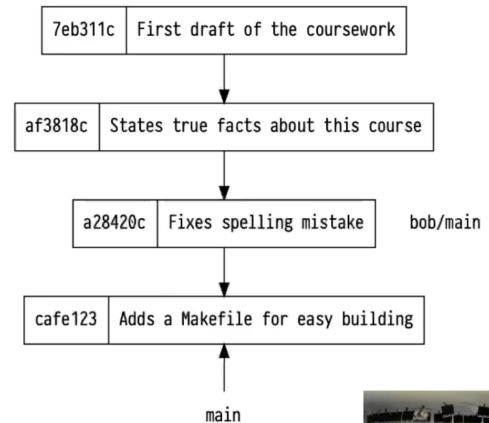 7eb311c First draft of the coursework
af3818c States true facts about this course
a28420c Fixes spelling mistake bob/main
cafe123 Adds a Makefile for easy building
main